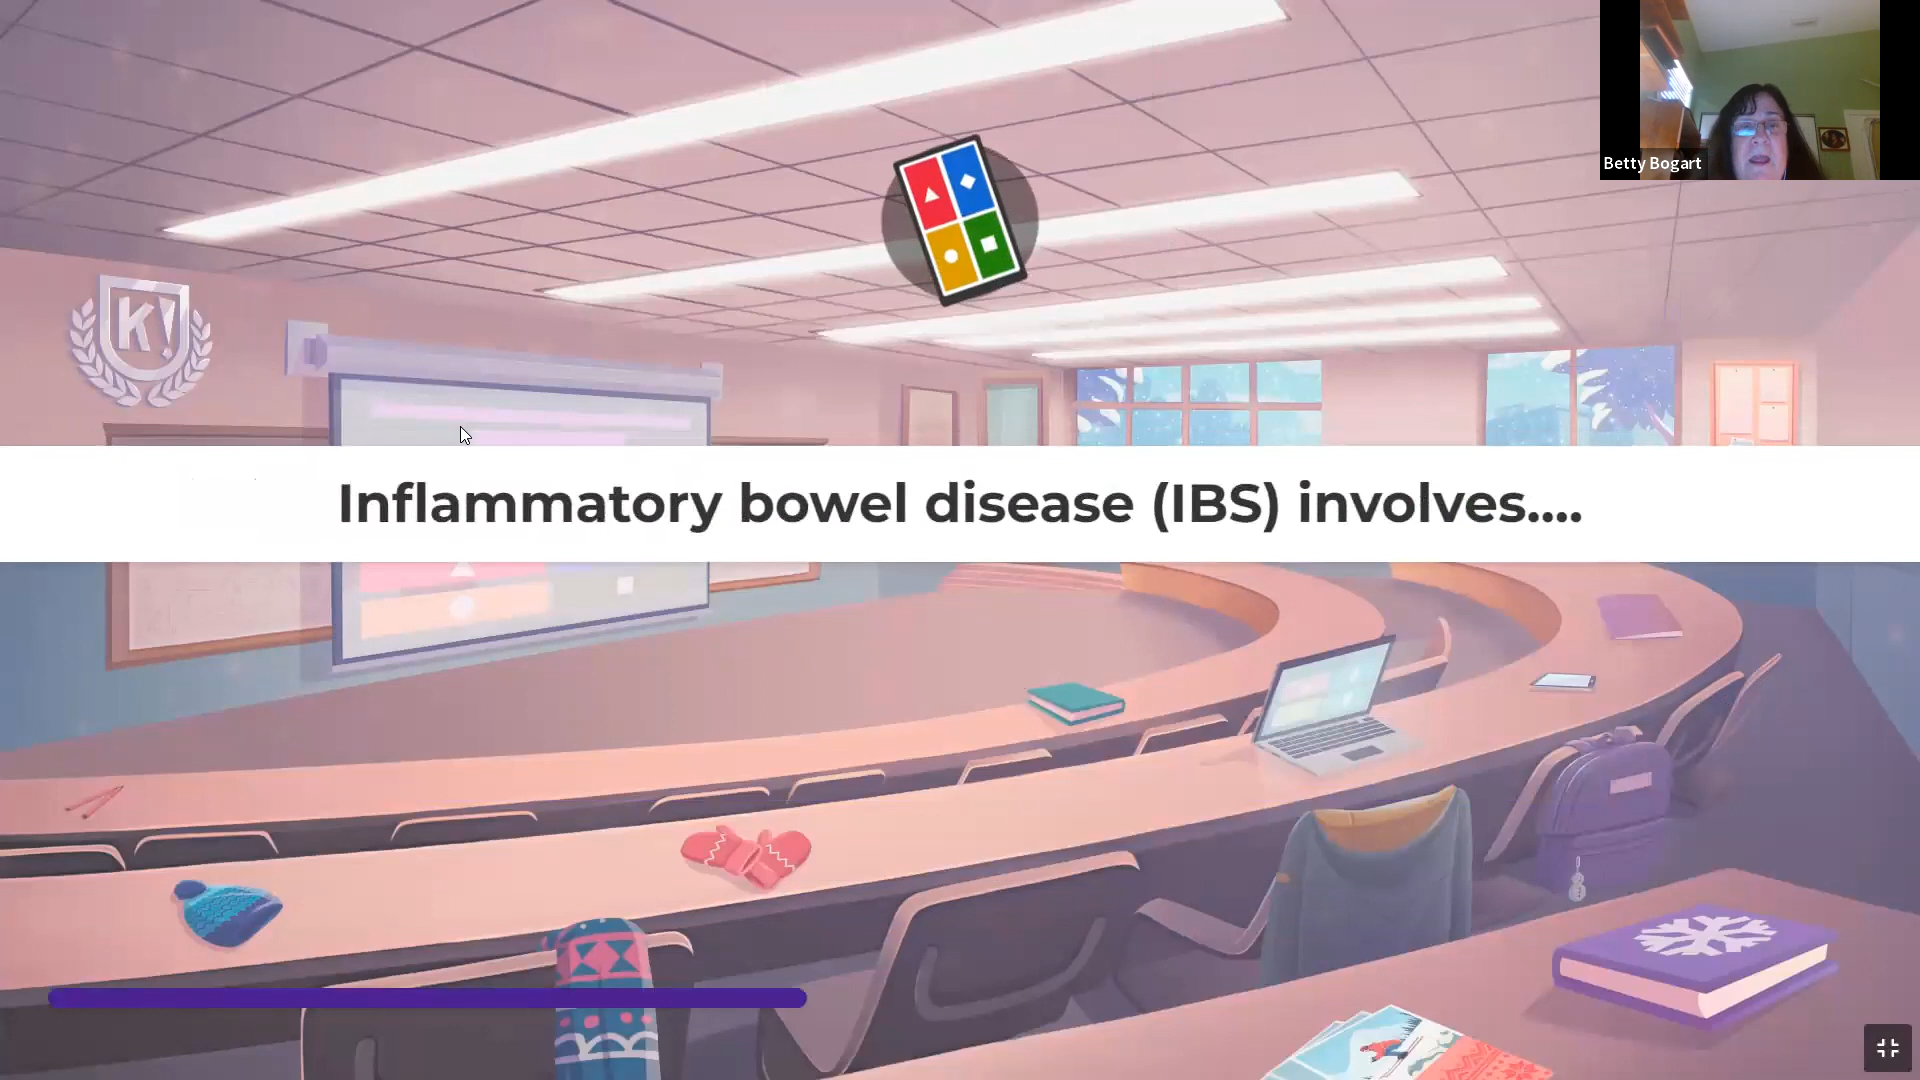 Betty Bogart
K!
Inflammatory bowel disease (IBS) involves....